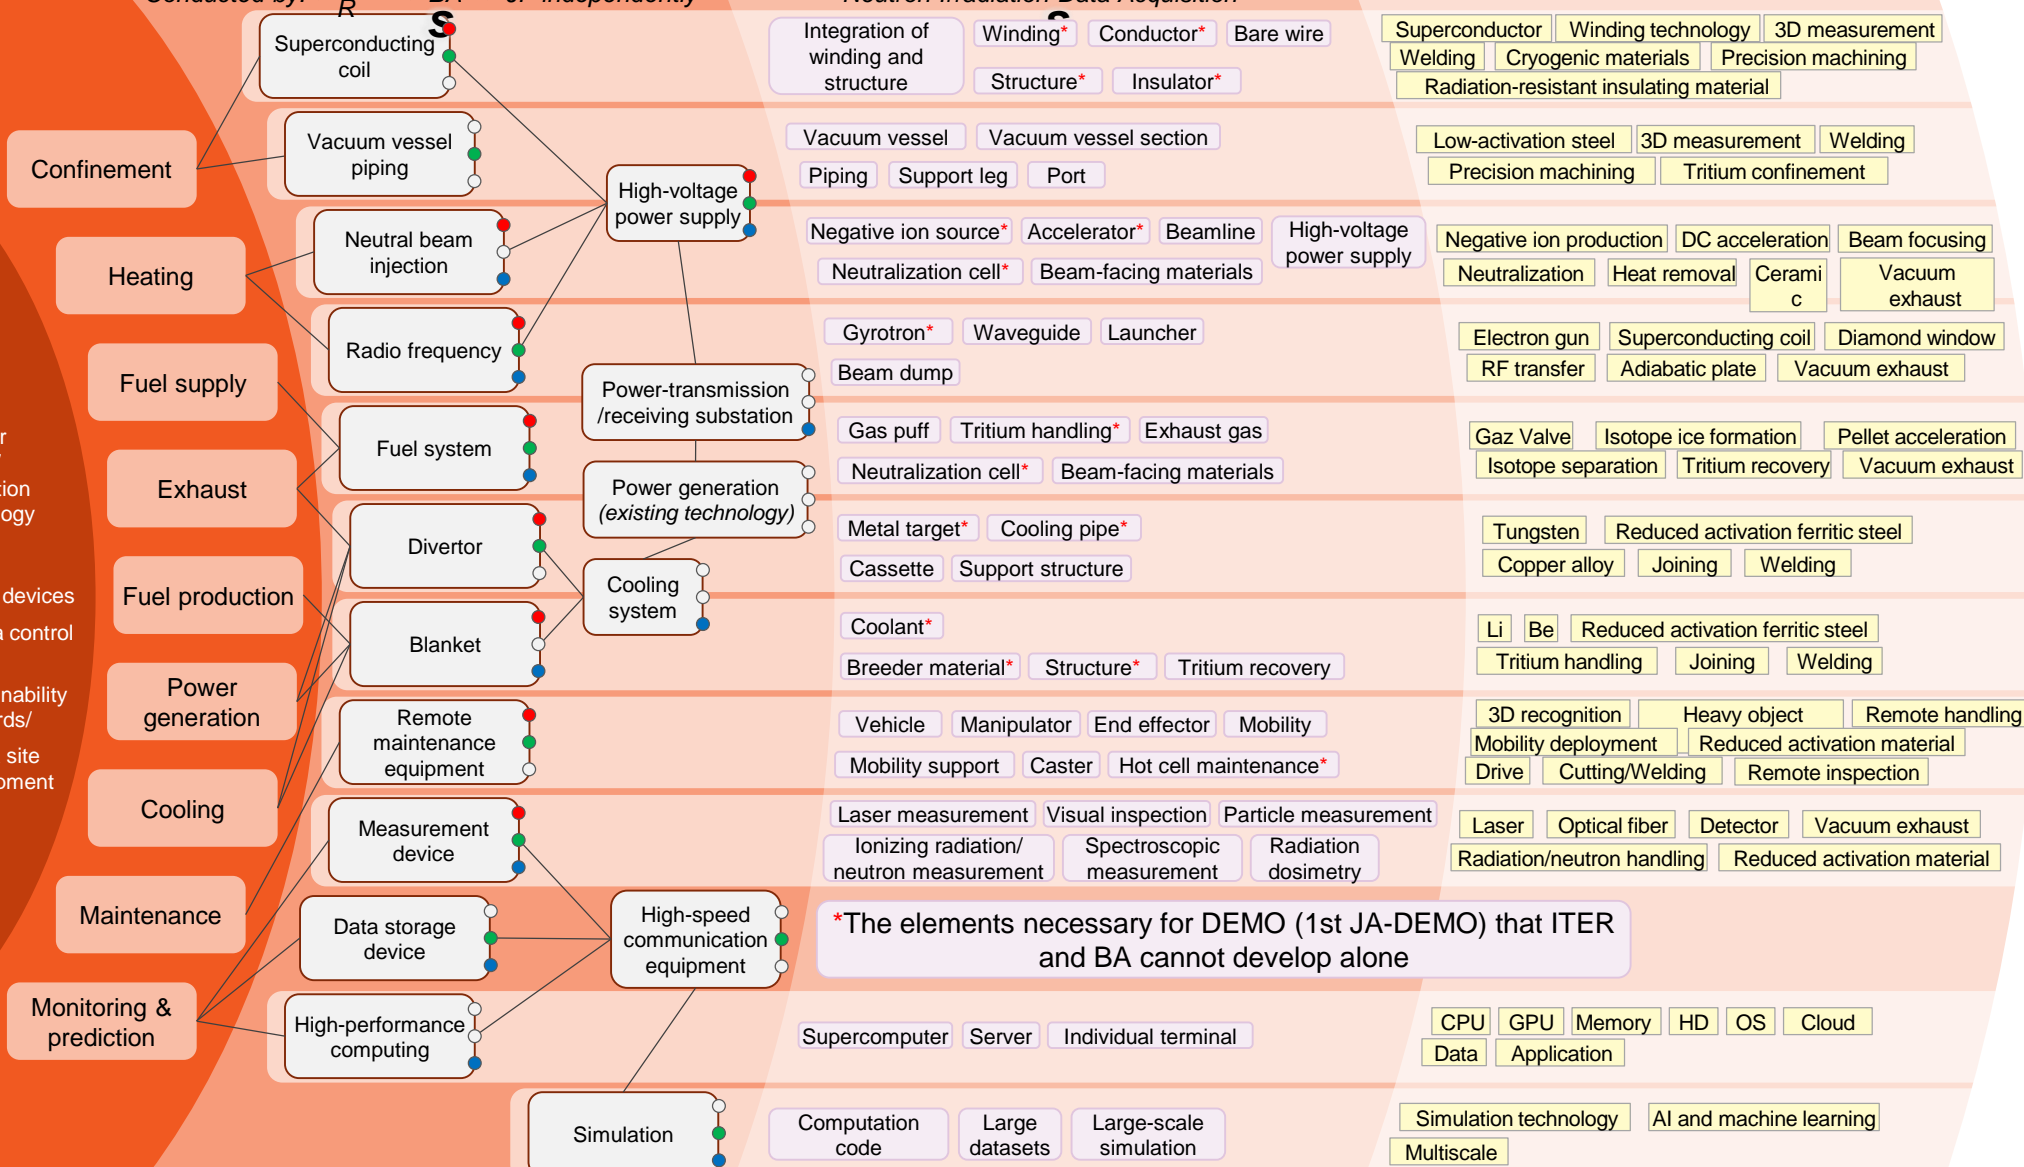 Superconducting
coil
Vacuum vessel
piping
Neutral beam
injection
Radio frequency
Fuel system
Divertor
Blanket
Remote
maintenance
equipment
Measurement
device
Data storage
device
High-performance
computing
Simulation
Confinement
Heating
Fuel supply
Exhaust
Fuel production
Power
generation
Cooling
Maintenance
Monitoring &
prediction
devices
control
site
High-voltage
power supply
Power-transmission
/receiving substation
Power generation
(existing technology)
Cooling
system
High-speed
communication
equipment
Integration of
winding and
structure
Winding* Conductor* Bare wire
Structure* Insulator*
Vacuum vessel Vacuum vessel section
Piping Support leg Port
Negative ion source* Accelerator* Beamline
High-voltage
power supply
Neutralization cell* Beam-facing materials
Gyrotron* Waveguide Launcher
Beam dump
Gas puff Tritium handling* Exhaust gas
Neutralization cell* Beam-facing materials
Metal target* Cooling pipe*
Cassette Support structure
Coolant*
Breeder material* Structure* Tritium recovery
Vehicle Manipulator End effector Mobility
Mobility support Caster Hot cell maintenance*
Laser measurement Visual inspection Particle measurement
Ionizing radiation/
neutron measurement
Spectroscopic
measurement
Radiation
dosimetry
*The elements necessary for DEMO (1st JA-DEMO) that ITER
and BA cannot develop alone
Supercomputer Server Individual terminal
Computation
code
Large
datasets
Large-scale
simulation
Superconductor Winding technology 3D measurement
Welding Cryogenic materials Precision machining
Radiation-resistant insulating material
Low-activation steel 3D measurement Welding
Precision machining Tritium confinement
Negative ion production DC acceleration Beam focusing
Neutralization Heat removal
Cerami
c
Vacuum
exhaust
Electron gun Superconducting coil Diamond window
RF transfer Adiabatic plate Vacuum exhaust
Gaz Valve Isotope ice formation Pellet acceleration
Isotope separation Tritium recovery Vacuum exhaust
Tungsten Reduced activation ferritic steel
Copper alloy Joining Welding
Li Be Reduced activation ferritic steel
Tritium handling Joining Welding
3D recognition Heavy object Remote handling
Mobility deployment Reduced activation material
Drive Cutting/Welding Remote inspection
Laser Optical fiber Detector Vacuum exhaust
Radiation/neutron handling Reduced activation material
CPU GPU Memory HD OS Cloud
Data Application
Simulation technology AI and machine learning
Multiscale